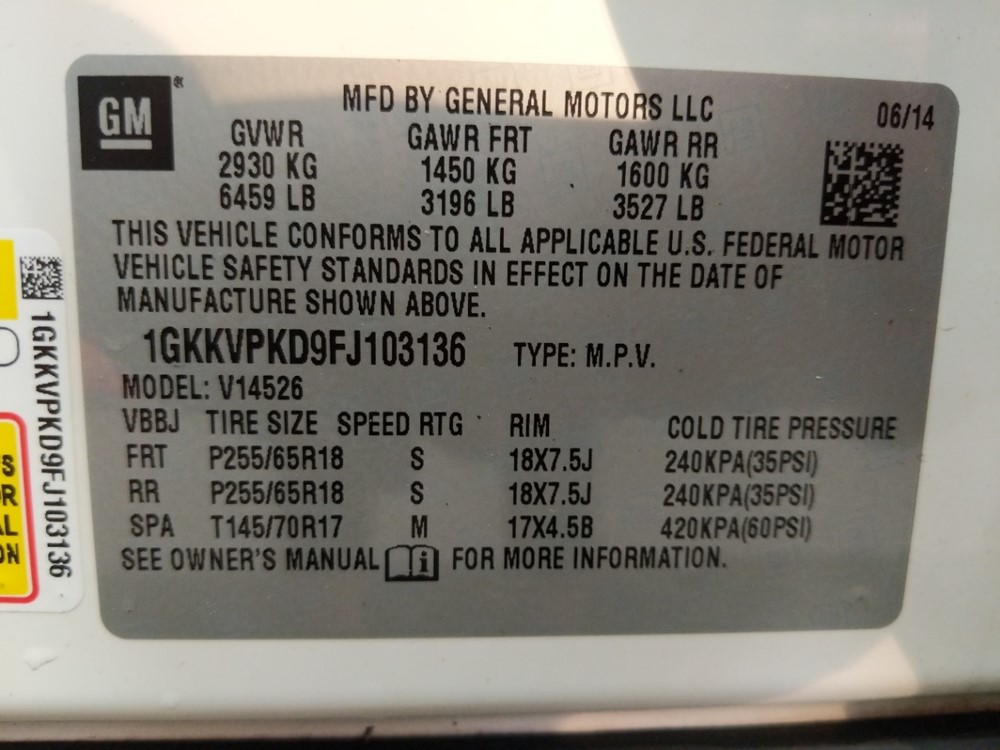 GM
MFD BY GENERAL MOTORS LLC 06/14
GVWR GAWR FRT GAWR RR
2930 KG 1450 KG 1600 KG
6459 LB 3196 LB 3527 LB
THIS VEHICLE CONFORMS TO ALL APPLICABLE U.S. FEDERAL MOTOR
VEHICLE SAFETY STANDARDS IN EFFECT ON THE DATE OF
MANUFACTURE SHOWN ABOVE.
1GKKVPKD9FJ103136 TYPE: M.P.V.
MODEL: V14526
VBBJ TIRE SIZE SPEED RTG RIM COLD TIRE PRESSURE
FRT P255/65R18 S 18X7.5J 240KPA(35PSI)
RR P255/65R18 S 18X7.5J 240KPA(35PSI)
SPA T145/70R17 M 17X4.5B 420KPA(60PSI)
SEE OWNER'S MANUAL i FOR MORE INFORMATION.
1GKKVPKD9FJ103136